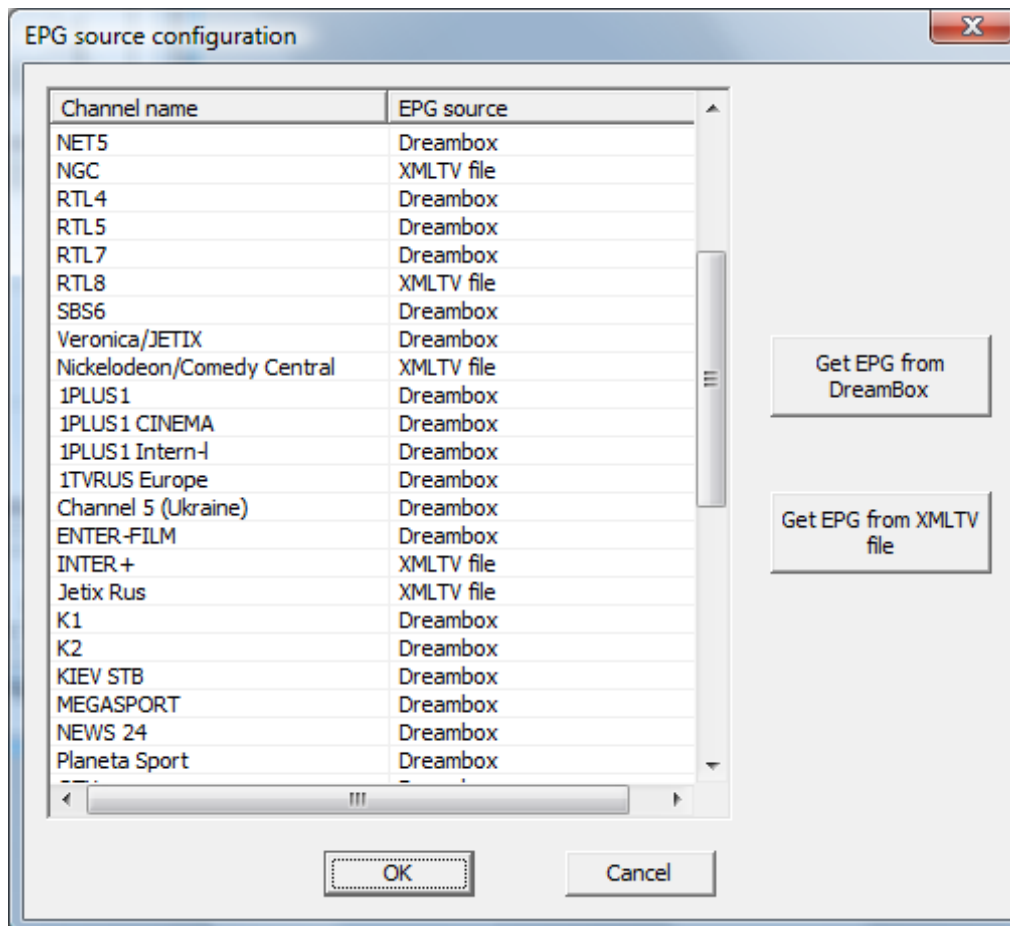 EPG source configuration
Channel name EPG source
NET5 Dreambox
NGC XMLTV file
RTL4 Dreambox
RTL5 Dreambox
RTL7 Dreambox
RTL8 XMLTV file
SBS6 Dreambox
Veronica/JETIX Dreambox
Nickelodeon/Comedy Central XMLTV file
1PLUS1 Dreambox
1PLUS1 CINEMA Dreambox
1PLUS1 Intern-l Dreambox
1TVRUS Europe Dreambox
Channel 5 (Ukraine) Dreambox
ENTER-FILM Dreambox
INTER+ XMLTV file
Jetix Rus XMLTV file
K1 Dreambox
K2 Dreambox
KIEV STB Dreambox
MEGASPORT Dreambox
NEWS 24 Dreambox
Planeta Sport Dreambox
Get EPG from
DreamBox
Get EPG from XMLTV
file
OK Cancel